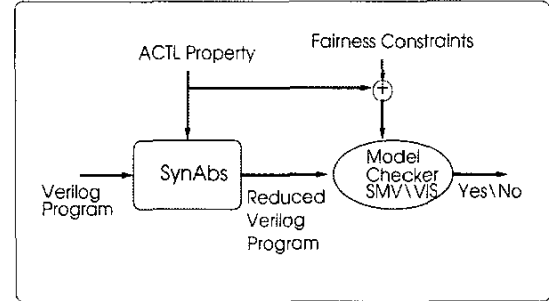 Fairness Constraints
ACTL Property
+
SynAbs
Model
Checker
SMV\VIS
Verilog
Program
Reduced
Verilog
Program
Yes\No